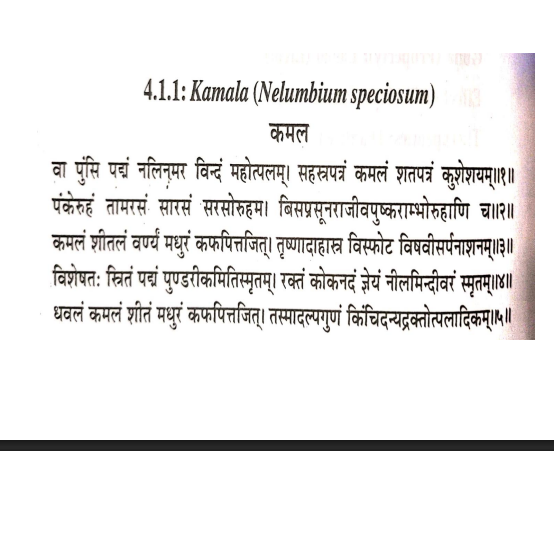 4.1.1: Kamala (Nelumbium speciosum)
कमल
वा पुंसि पद्मं नलिनमर विन्दं महोत्पलम्। सहस्त्रपत्रं कमलं शतपत्रं कुशेशयम्॥१॥
पंकेरुहं तामरसं सारसं सरसोरुहम। बिसप्रसूनराजीवपुष्कराम्भोरुहाणि च॥२॥
कमलं शीतलं वर्ण्यं मधुरं कफपित्तजित्। तृष्णादाहास्त्र विस्फोट विषवीसर्पनाशनम्॥३॥
विशेषतः स्त्रितं पद्यं पुण्डरीकमितिस्मृतम्। रक्तं कोकनदं ज्ञेयं नीलमिन्दीवरं स्मृतम्॥४॥
धवलं कमलं शीतं मधुरं कफपित्तजित्। तस्मादल्पगुणं किंचिदन्यद्रक्तोत्पलादिकम्॥५॥